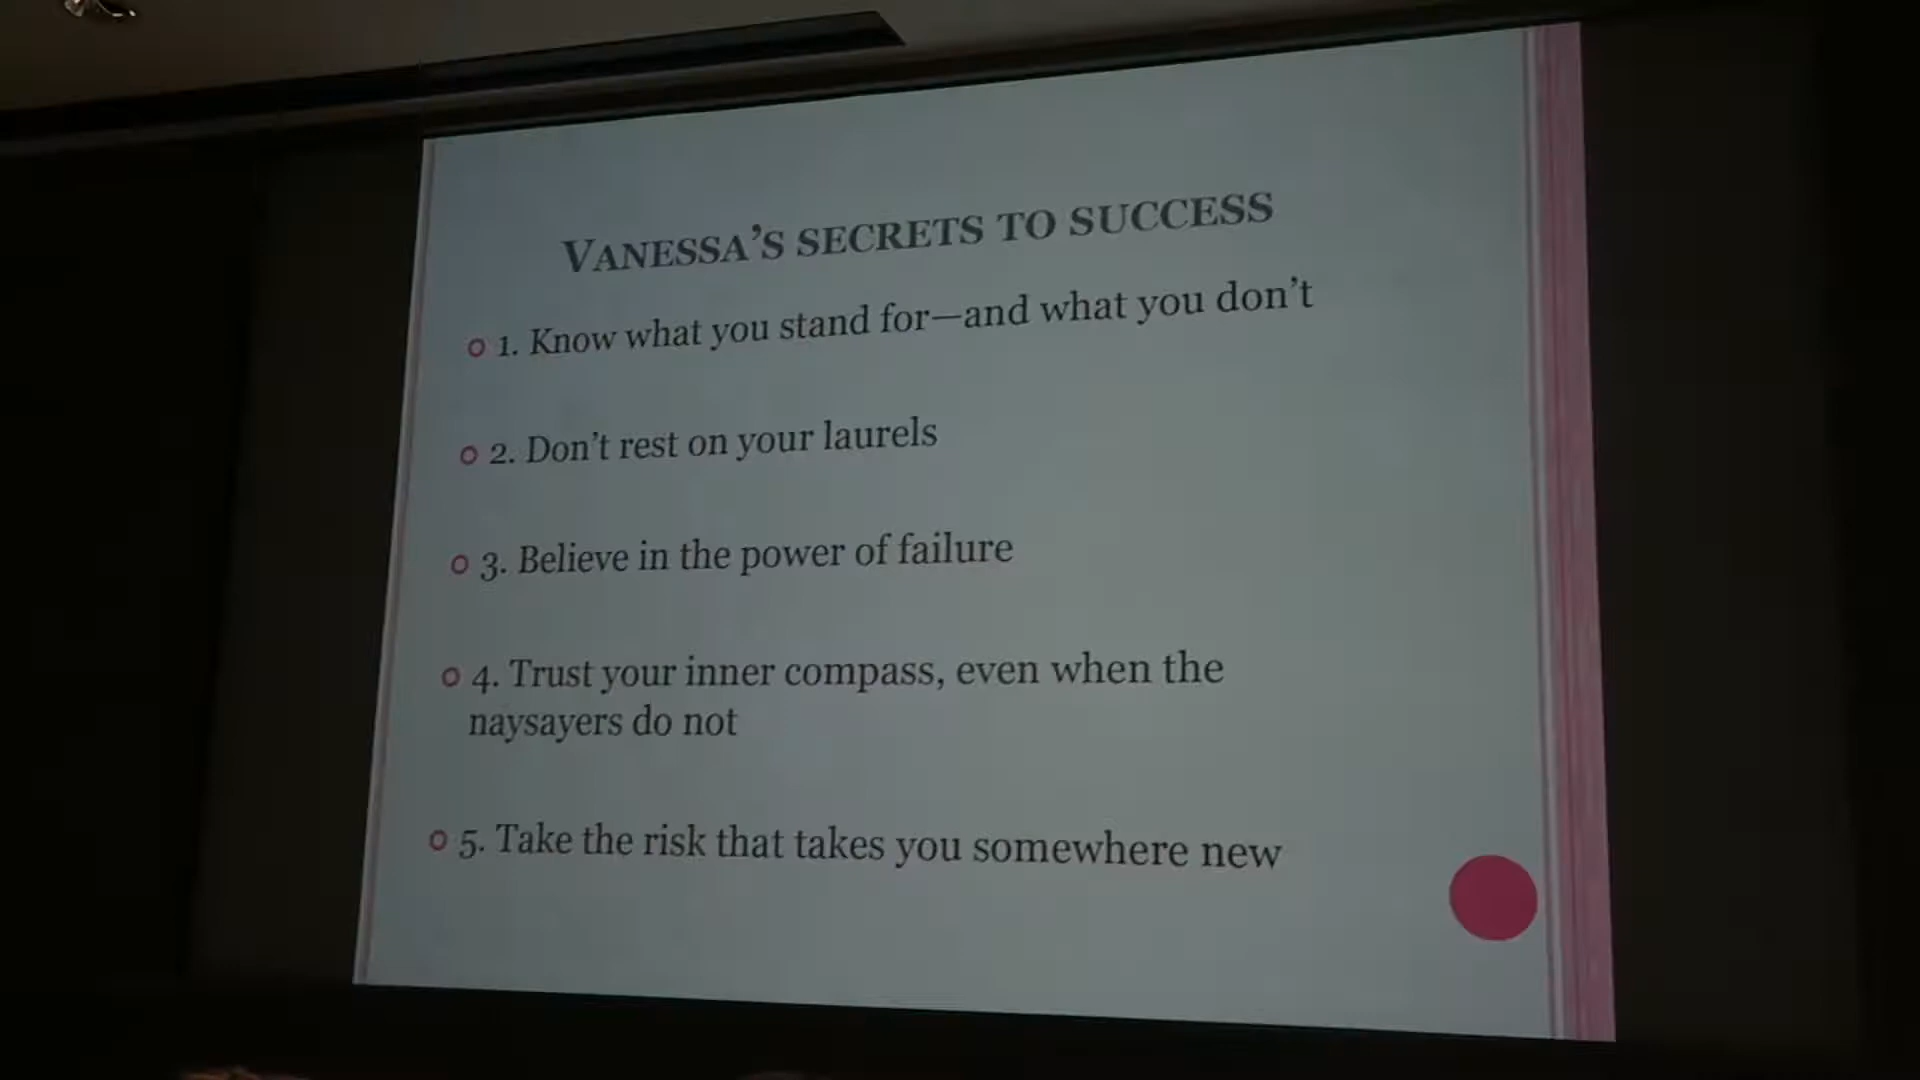 VANESSA'S SECRETS TO SUCCESS
1. Know what you stand for—and what you don't
2. Don't rest on your laurels
3. Believe in the power of failure
4. Trust your inner compass, even when the
naysayers do not
5. Take the risk that takes you somewhere new